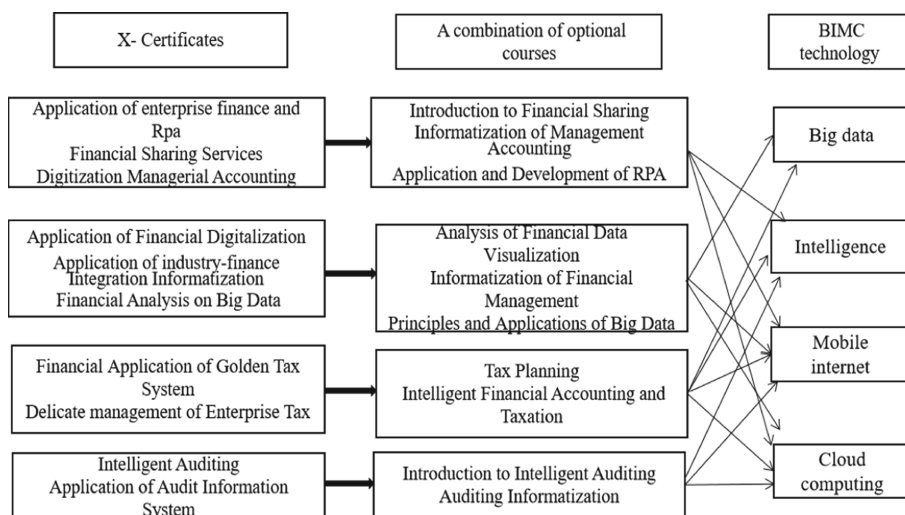 X- Certificates
A combination of optional
courses
BIMC
technology
Application of enterprise finance and
Rpa
Financial Sharing Services
Digitization Managerial Accounting
Introduction to Financial Sharing
Informatization of Management
Accounting
Application and Development of RPA
Big data
Application of Financial Digitalization
Application of industry-finance
Integration Informatization
Financial Analysis on Big Data
Analysis of Financial Data
Visualization
Informatization of Financial
Management
Principles and Applications of Big Data
Intelligence
Financial Application of Golden Tax
System
Delicate management of Enterprise Tax
Tax Planning
Intelligent Financial Accounting and
Taxation
Mobile
internet
Intelligent Auditing
Application of Audit Information
System
Introduction to Intelligent Auditing
Auditing Informatization
Cloud
computing